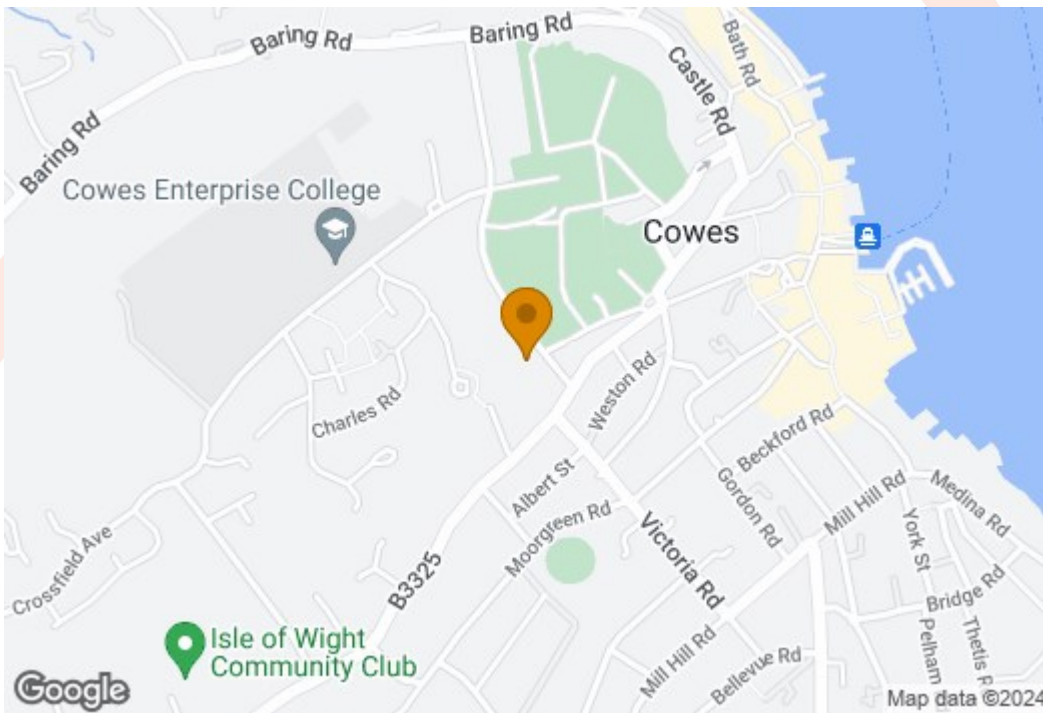 Baring Rd
Baring Rd
Bath Rd
Castle Rd
Baring Rd
Cowes Enterprise College
Cowes
Weston Rd
Charles Rd
Beckford Rd
Albert St
Gordon Rd
Mill Hill Rd
Medina Rd
Moorgreen Rd
York St
Victoria Rd
B3325
Crossfield Ave
Bridge Rd
Isle of Wight
Community Club
Mill Hill Rd
Bellevue Rd
Pelham
Thetis R
Google
Map data ©2024